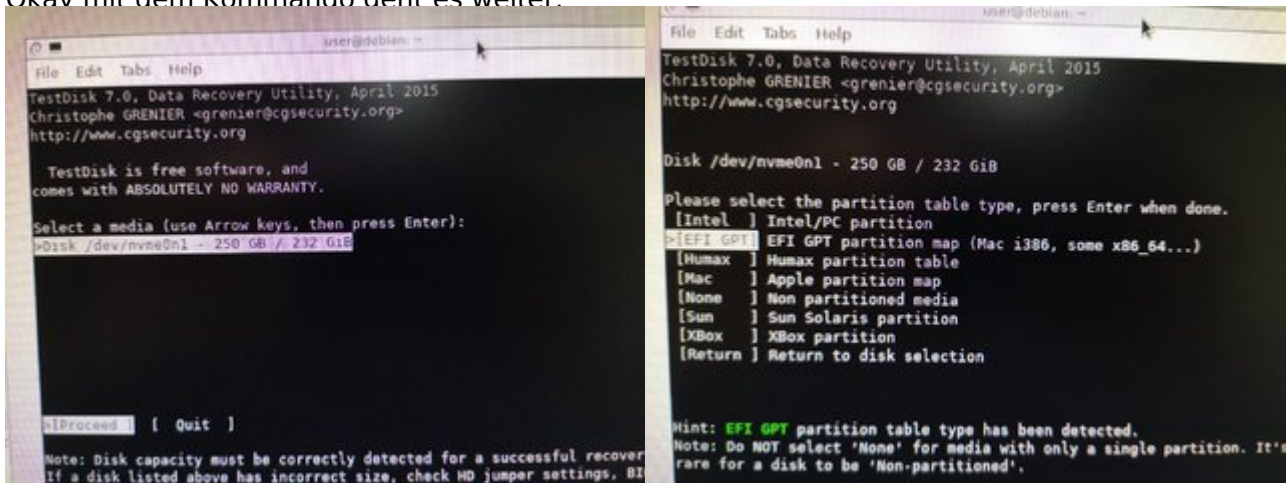 Okay mit dem Kommando geht es weiter:
user@debian: ~
File Edit Tabs Help
TestDisk 7.0, Data Recovery Utility, April 2015
Christophe GRENIER <grenier@cgsecurity.org>
http://www.cgsecurity.org
TestDisk is free software, and
comes with ABSOLUTELY NO WARRANTY.
Select a media (use Arrow keys, then press Enter):
>Disk /dev/nvme0n1 - 250 GB / 232 GiB
>[Proceed ] [ Quit ]
Note: Disk capacity must be correctly detected for a successful recover
If a disk listed above has incorrect size, check HD jumper settings, BI
user@debian: ~
File Edit Tabs Help
TestDisk 7.0, Data Recovery Utility, April 2015
Christophe GRENIER <grenier@cgsecurity.org>
http://www.cgsecurity.org
Disk /dev/nvme0n1 - 250 GB / 232 GiB
Please select the partition table type, press Enter when done.
[Intel ] Intel/PC partition
>[EFI GPT] EFI GPT partition map (Mac i386, some x86_64...)
[Humax ] Humax partition table
[Mac ] Apple partition map
[None ] Non partitioned media
[Sun ] Sun Solaris partition
[XBox ] XBox partition
[Return ] Return to disk selection
Hint: EFI GPT partition table type has been detected.
Note: Do NOT select 'None' for media with only a single partition. It's
rare for a disk to be 'Non-partitioned'.